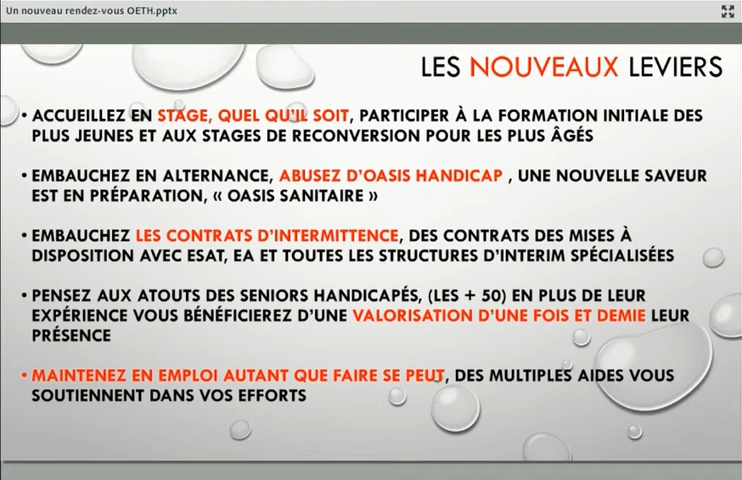 Un nouveau rendez-vous OETH.pptx
LES NOUVEAUX LEVIERS
• ACCUEILLEZ EN STAGE, QUEL QU'IL SOIT, PARTICIPER À LA FORMATION INITIALE DES
PLUS JEUNES ET AUX STAGES DE RECONVERSION POUR LES PLUS ÂGÉS
• EMBAUCHEZ EN ALTERNANCE, ABUSEZ D'OASIS HANDICAP , UNE NOUVELLE SAVEUR
EST EN PRÉPARATION, « OASIS SANITAIRE »
• EMBAUCHEZ LES CONTRATS D'INTERMITTENCE, DES CONTRATS DES MISES À
DISPOSITION AVEC ESAT, EA ET TOUTES LES STRUCTURES D'INTERIM SPÉCIALISÉES
• PENSEZ AUX ATOUTS DES SENIORS HANDICAPÉS, (LES + 50) EN PLUS DE LEUR
EXPÉRIENCE VOUS BÉNÉFICIEREZ D'UNE VALORISATION D'UNE FOIS ET DEMIE LEUR
PRÉSENCE
• MAINTENEZ EN EMPLOI AUTANT QUE FAIRE SE PEUT, DES MULTIPLES AIDES VOUS
SOUTIENNENT DANS VOS EFFORTS